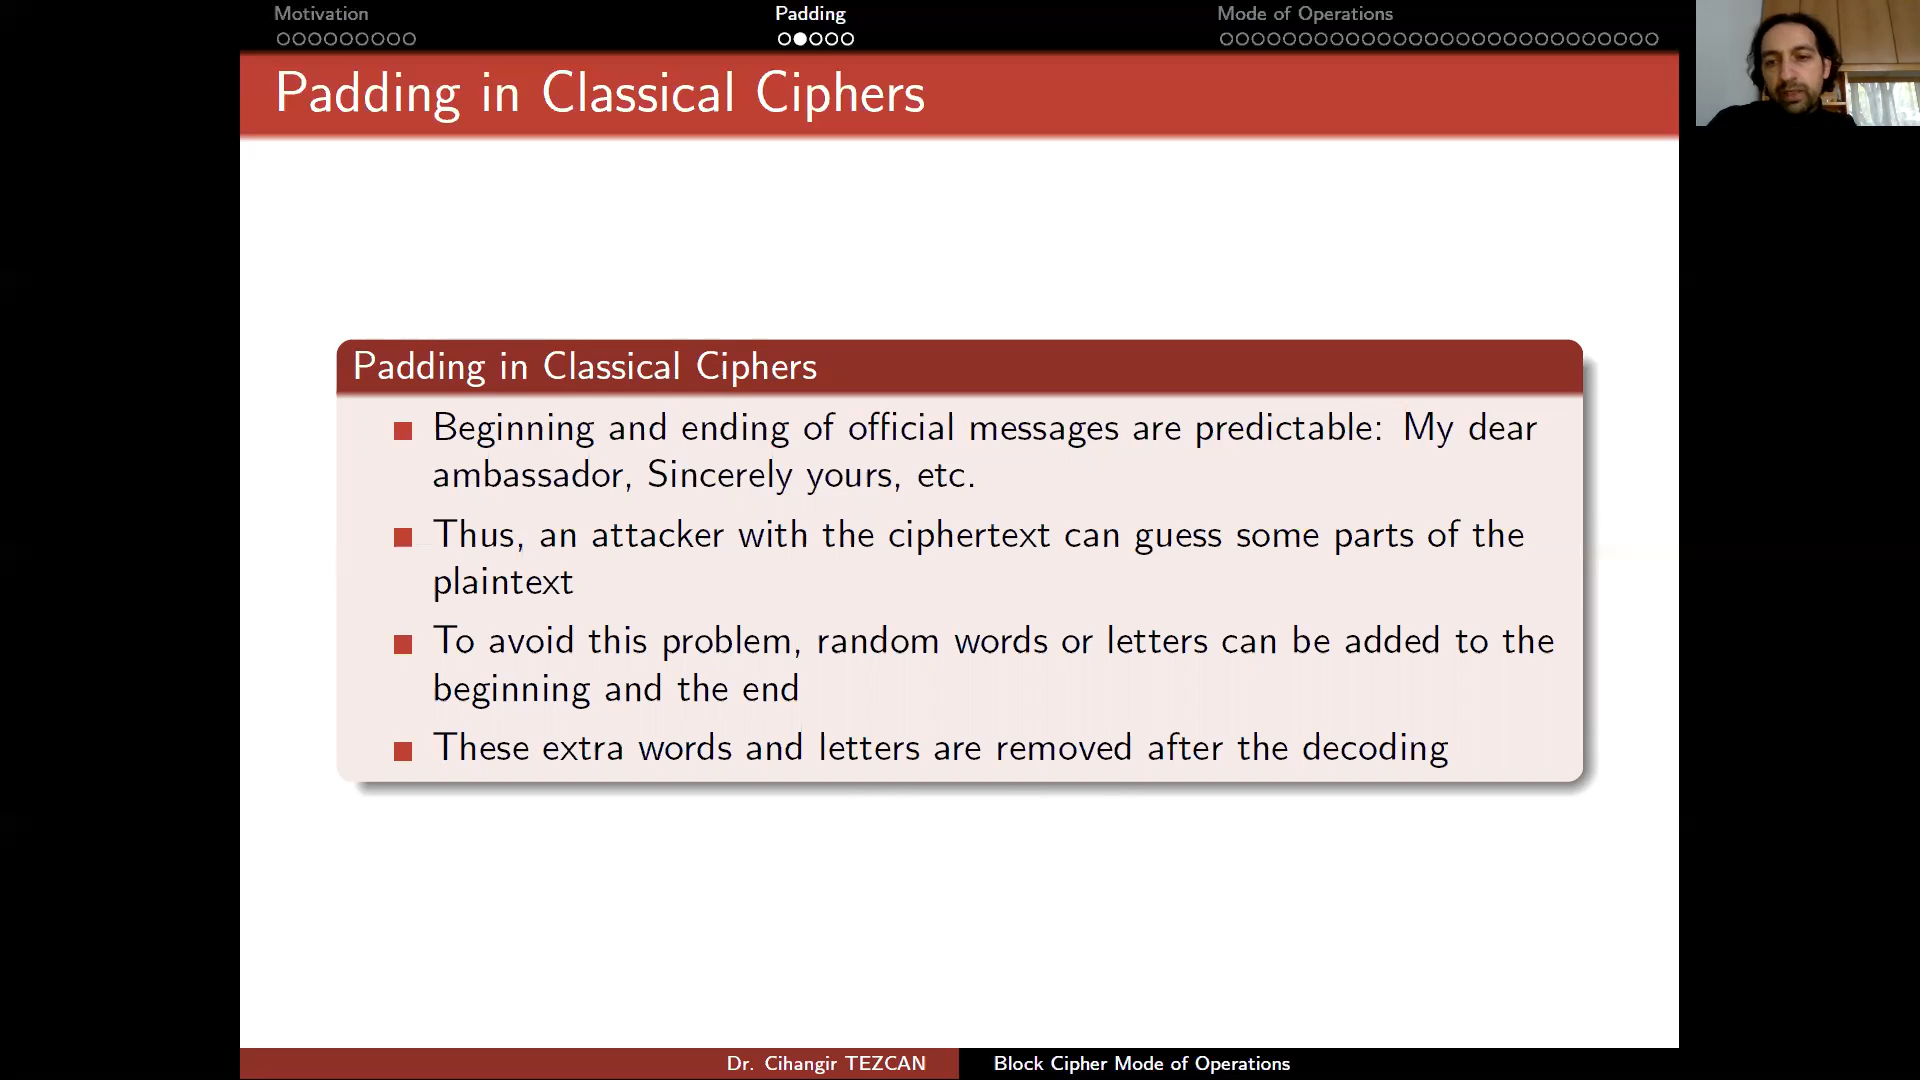 Motivation
Padding
Mode of Operations
Padding in Classical Ciphers
Padding in Classical Ciphers
Beginning and ending of official messages are predictable: My dear
ambassador, Sincerely yours, etc.
Thus, an attacker with the ciphertext can guess some parts of the
plaintext
To avoid this problem, random words or letters can be added to the
beginning and the end
These extra words and letters are removed after the decoding
Dr. Cihangir TEZCAN
Block Cipher Mode of Operations